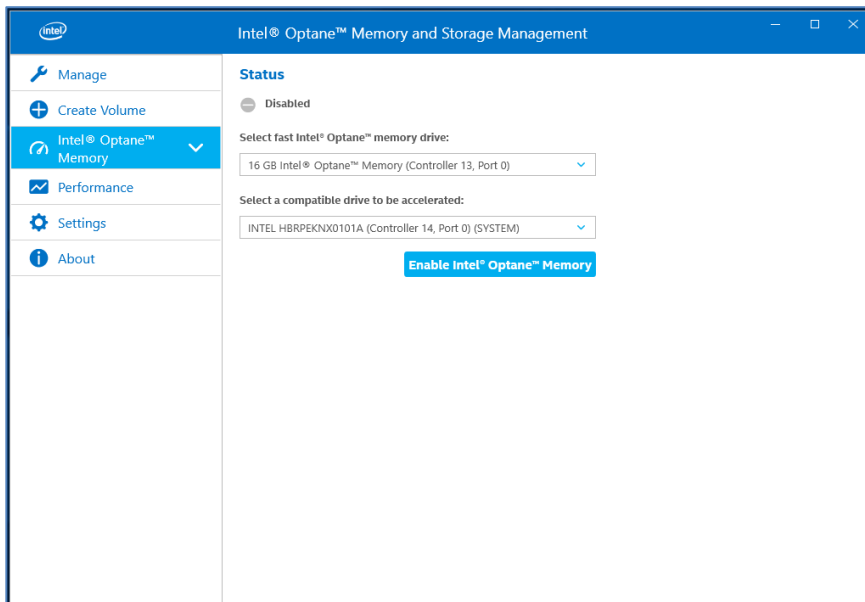 intel
Intel® Optane™ Memory and Storage Management
Manage
Create Volume
Intel® Optane™
Memory
Performance
Settings
About
Status
Disabled
Select fast Intel® Optane™ memory drive:
16 GB Intel® Optane™ Memory (Controller 13, Port 0)
Select a compatible drive to be accelerated:
INTEL HBRPEKNX0101A (Controller 14, Port 0) (SYSTEM)
Enable Intel® Optane™ Memory